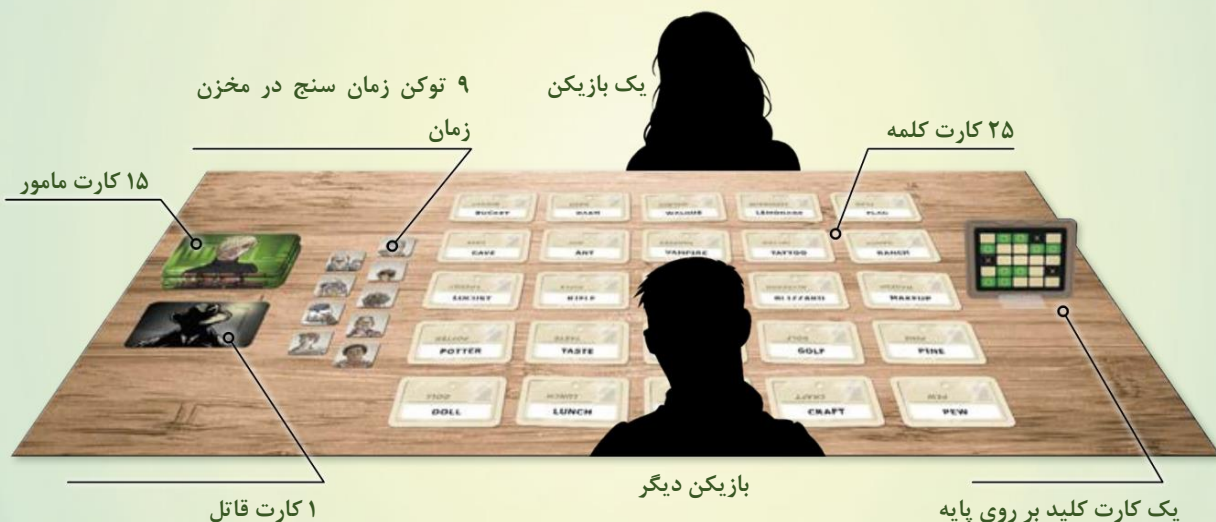 یک بازیکن
۹ توکن زمان سنج در مخزن
زمان
۲۵ کارت کلمه
۱۵ کارت مامور
BUCKET
WALRUS
LEMONADE
FLAG
CAVE
ANT
VAMPIRE
TATTOO
RANCH
RIFLE
BLIZZARD
MAKEUP
POTTER
TASTE
GOLF
PINE
DOLL
LUNCH
CRAFT
PEW
بازیکن دیگر
۱ کارت قاتل
یک کارت کلید بر روی پایه